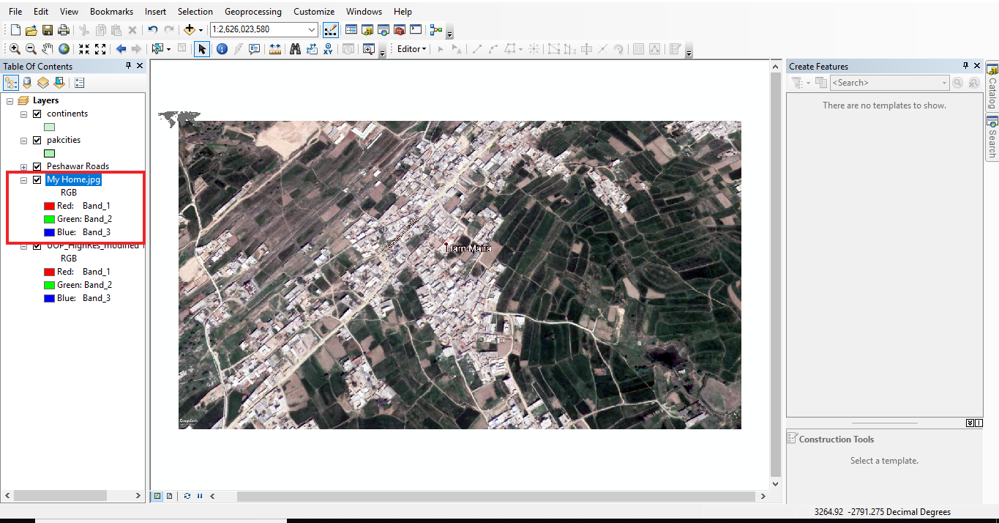 File Edit View Bookmarks Insert Selection Geoprocessing Customize Windows Help
1:2,626,023,580
Editor
Table Of Contents
Layers
continents
pakcities
Peshawar Roads
My Home.jpg
RGB
Red: Band_1
Green: Band_2
Blue: Band_3
UOP_HighRes_modified
RGB
Red: Band_1
Green: Band_2
Blue: Band_3
Harn Maira
Create Features
<Search>
There are no templates to show.
Construction Tools
Select a template.
Catalog
Search
3264.92 -2791.275 Decimal Degrees